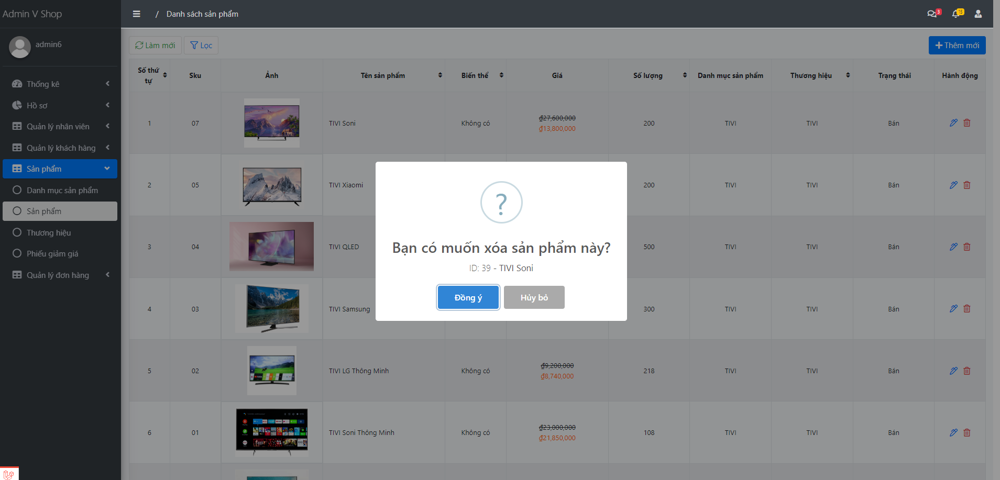 Admin V Shop
/ Danh sách sản phẩm
3
15
admin6
Thống kê
Hồ sơ
Quản lý nhân viên
Quản lý khách hàng
Sản phẩm
Danh mục sản phẩm
Sản phẩm
Thương hiệu
Phiếu giảm giá
Quản lý đơn hàng
Làm mới
Lọc
Thêm mới
Số thứ tự Sku Ảnh Tên sản phẩm Biến thể Giá Số lượng Danh mục sản phẩm Thương hiệu Trạng thái Hành động
1 07 TIVI Soni Không có ₫27,600,000 ₫13,800,000 200 TIVI TIVI Bán
2 05 TIVI Xiaomi 200 TIVI TIVI Bán
3 04 TIVI QLED 500 TIVI TIVI Bán
4 03 TIVI Samsung 300 TIVI TIVI Bán
5 02 TIVI LG Thông Minh Không có ₫9,200,000 ₫8,740,000 218 TIVI TIVI Bán
6 01 TIVI Soni Thông Minh Không có ₫23,000,000 ₫21,850,000 108 TIVI TIVI Bán
?
Bạn có muốn xóa sản phẩm này?
ID: 39 - TIVI Soni
Đồng ý
Hủy bỏ